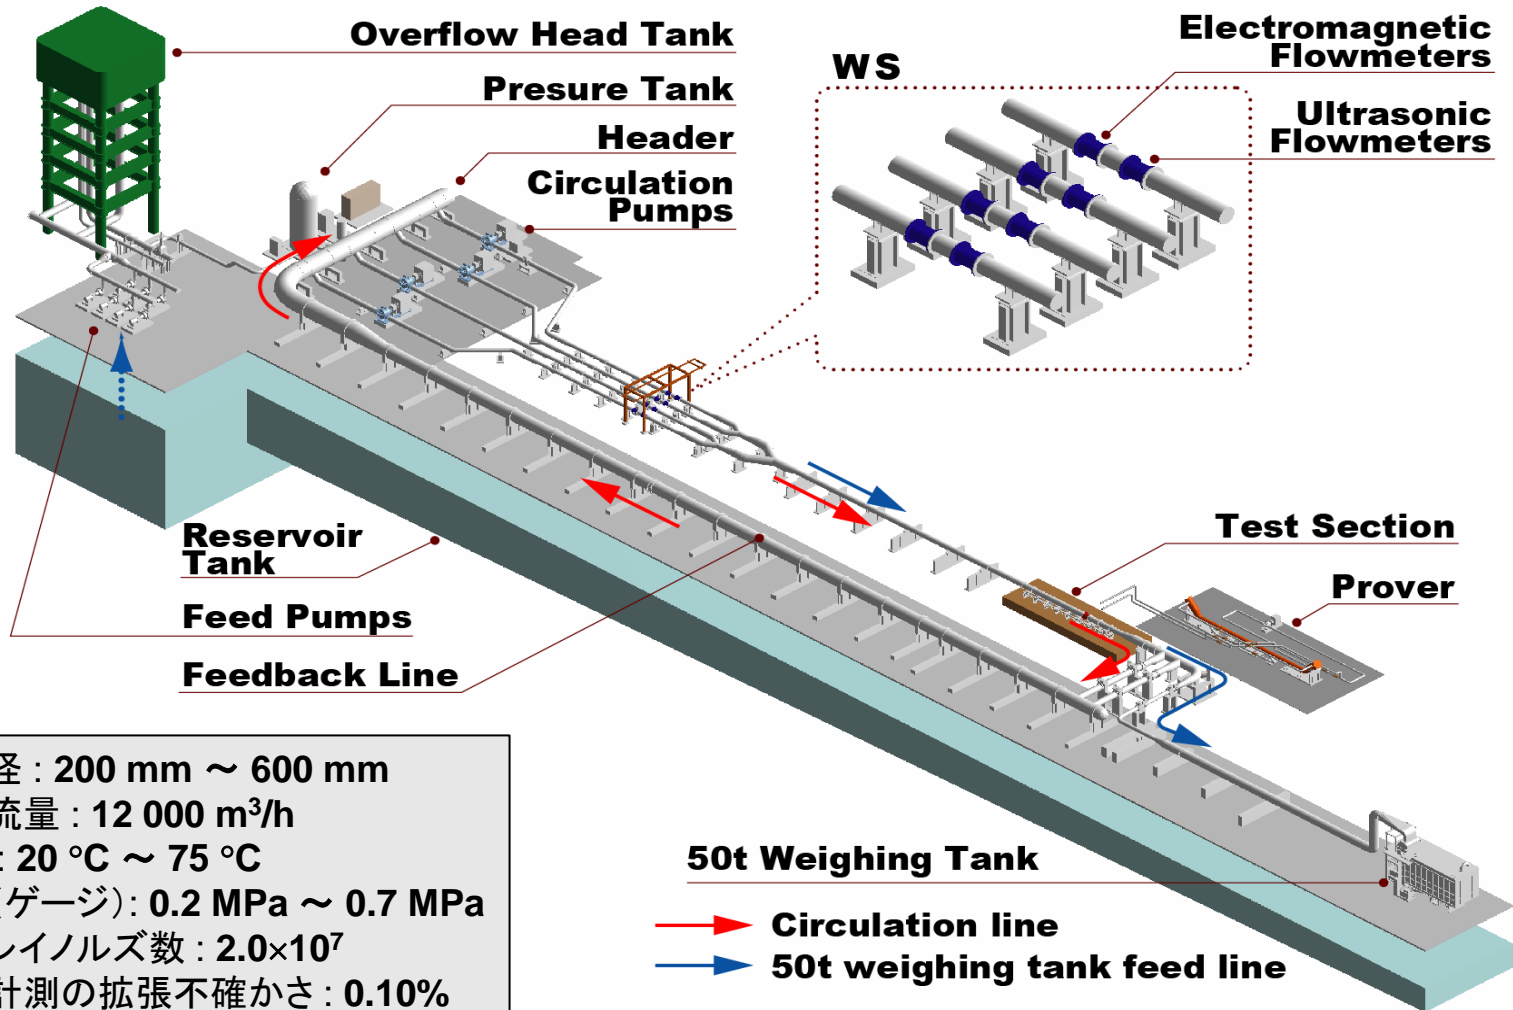 Overflow Head Tank
Presure Tank
Header
Circulation
Pumps
WS
Electromagnetic
Flowmeters
Ultrasonic
Flowmeters
Reservoir
Tank
Feed Pumps
Feedback Line
Test Section
Prover
50t Weighing Tank
Circulation line
50t weighing tank feed line
径 : 200 mm ～ 600 mm
流量 : 12 000 m³/h
: 20 °C ～ 75 °C
(ゲージ): 0.2 MPa ～ 0.7 MPa
レイノルズ数 : 2.0×10⁷
計測の拡張不確かさ : 0.10%